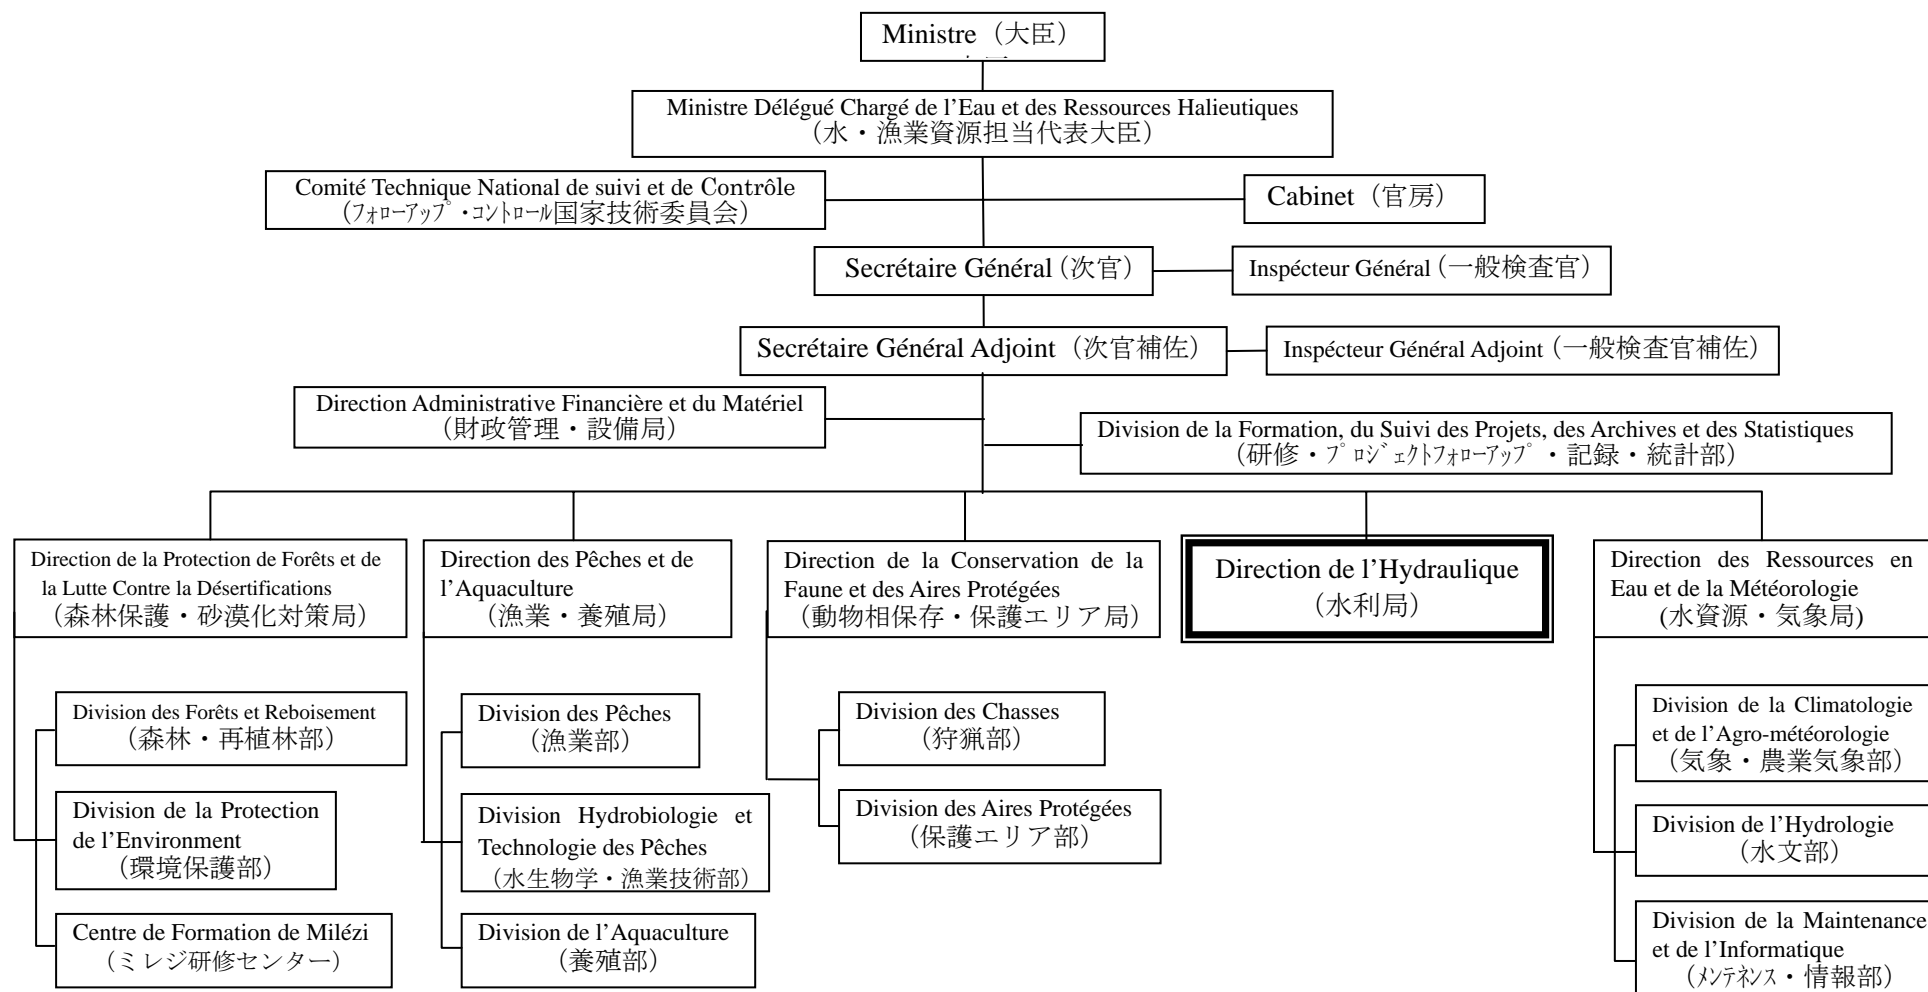 Ministre（大臣）
Ministre Délégué Chargé de l’Eau et des Ressources Halieutiques
（水・漁業資源担当代表大臣）
Comité Technique National de suivi et de Contrôle
（ﾌｫﾛｰｱｯﾌﾟ・ｺﾝﾄﾛｰﾙ国家技術委員会）
Cabinet（官房）
Secrétaire Général（次官）
Inspécteur Général（一般検査官）
Secrétaire Général Adjoint（次官補佐）
Inspécteur Général Adjoint（一般検査官補佐）
Direction Administrative Financière et du Matériel
（財政管理・設備局）
Division de la Formation, du Suivi des Projets, des Archives et des Statistiques
（研修・ﾌﾟﾛｼﾞｪｸﾄﾌｫﾛｰｱｯﾌﾟ・記録・統計部）
Direction de la Protection de Forêts et de
la Lutte Contre la Désertifications
（森林保護・砂漠化対策局）
Direction des Pêches et de
l’Aquaculture
（漁業・養殖局）
Direction de la Conservation de la
Faune et des Aires Protégées
（動物相保存・保護エリア局）
Direction de l’Hydraulique
（水利局）
Direction des Ressources en
Eau et de la Météorologie
(水資源・気象局)
Division des Forêts et Reboisement
（森林・再植林部）
Division de la Protection
de l’Environment
（環境保護部）
Centre de Formation de Milézi
（ミレジ研修センター）
Division des Pêches
（漁業部）
Division Hydrobiologie et
Technologie des Pêches
（水生物学・漁業技術部）
Division de l’Aquaculture
（養殖部）
Division des Chasses
（狩猟部）
Division des Aires Protégées
（保護エリア部）
Division de la Climatologie
et de l’Agro-météorologie
（気象・農業気象部）
Division de l’Hydrologie
（水文部）
Division de la Maintenance
et de l’Informatique
（ﾒﾝﾃﾈﾝｽ・情報部）